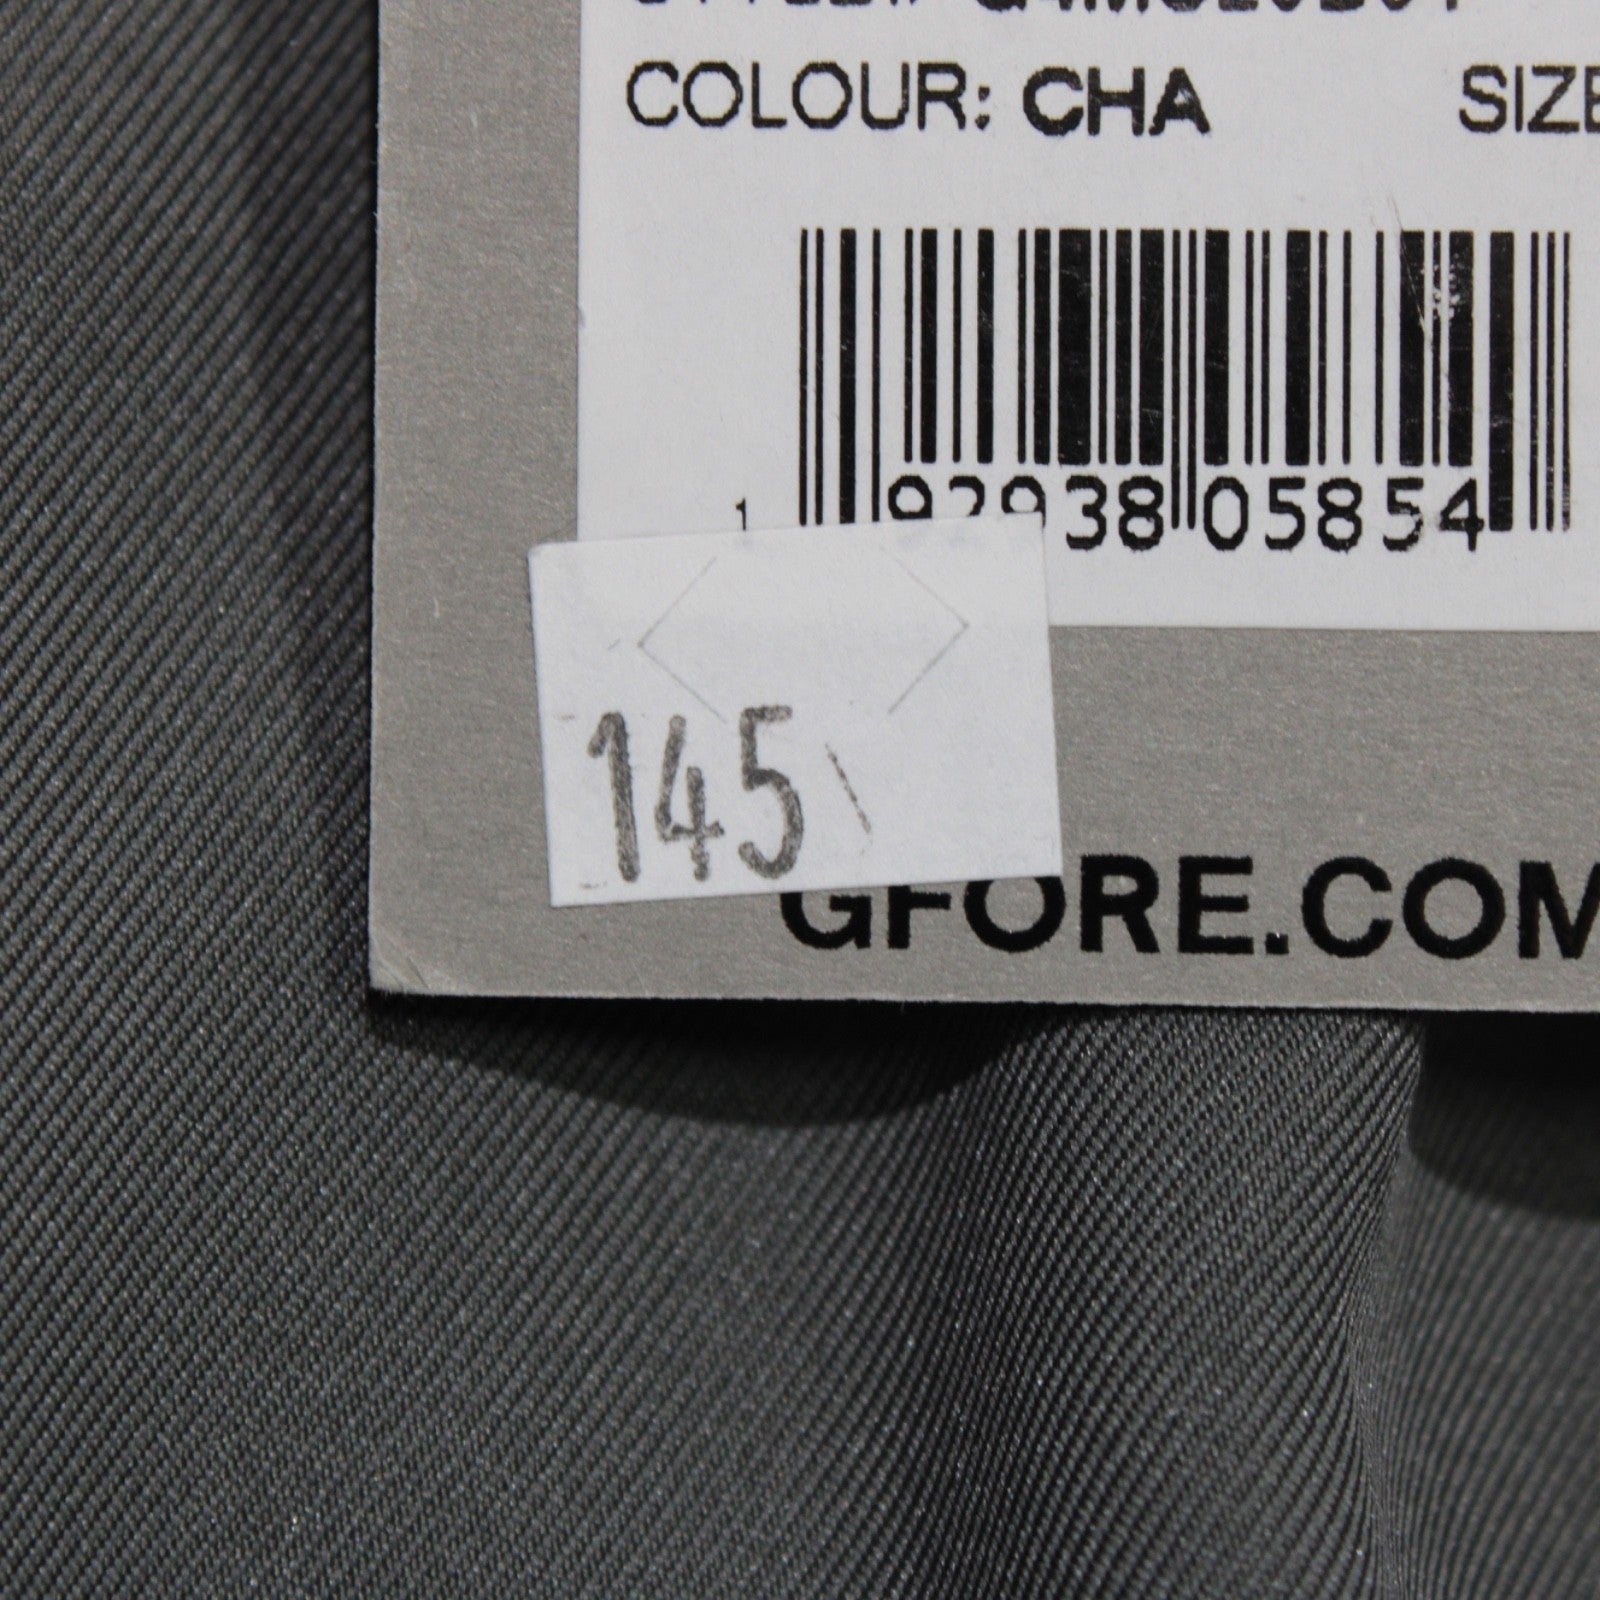 COLOUR: CHA SIZE
1 92938 05854
145
GFORE.COM